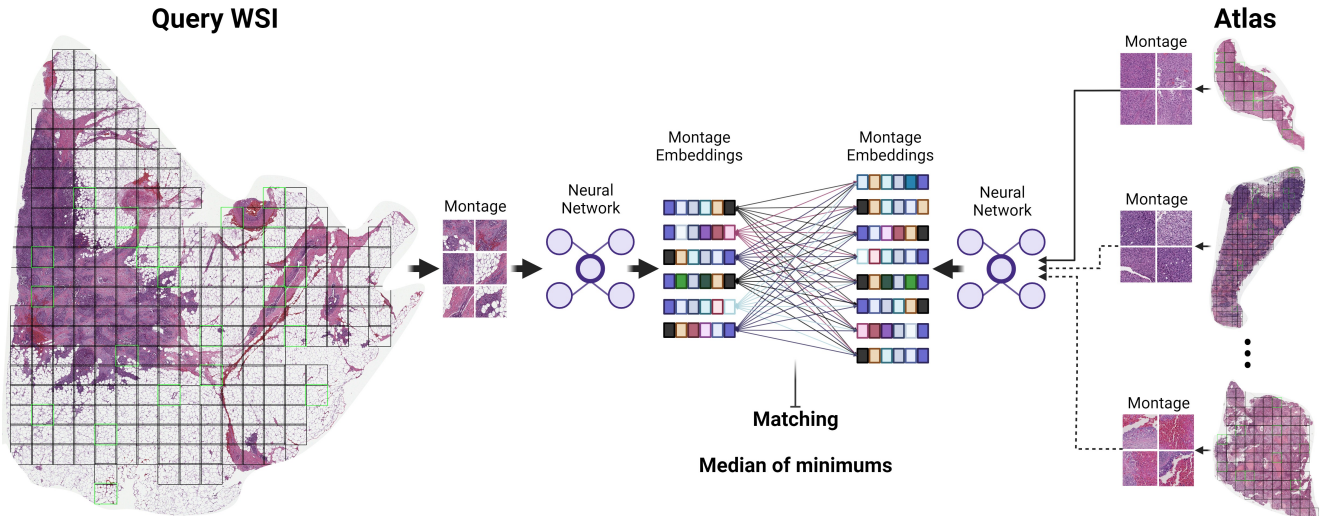 Query WSI
Montage
Neural
Network
Montage
Embeddings
Matching
Median of minimums
Montage
Embeddings
Neural
Network
Atlas
Montage
Montage
Montage